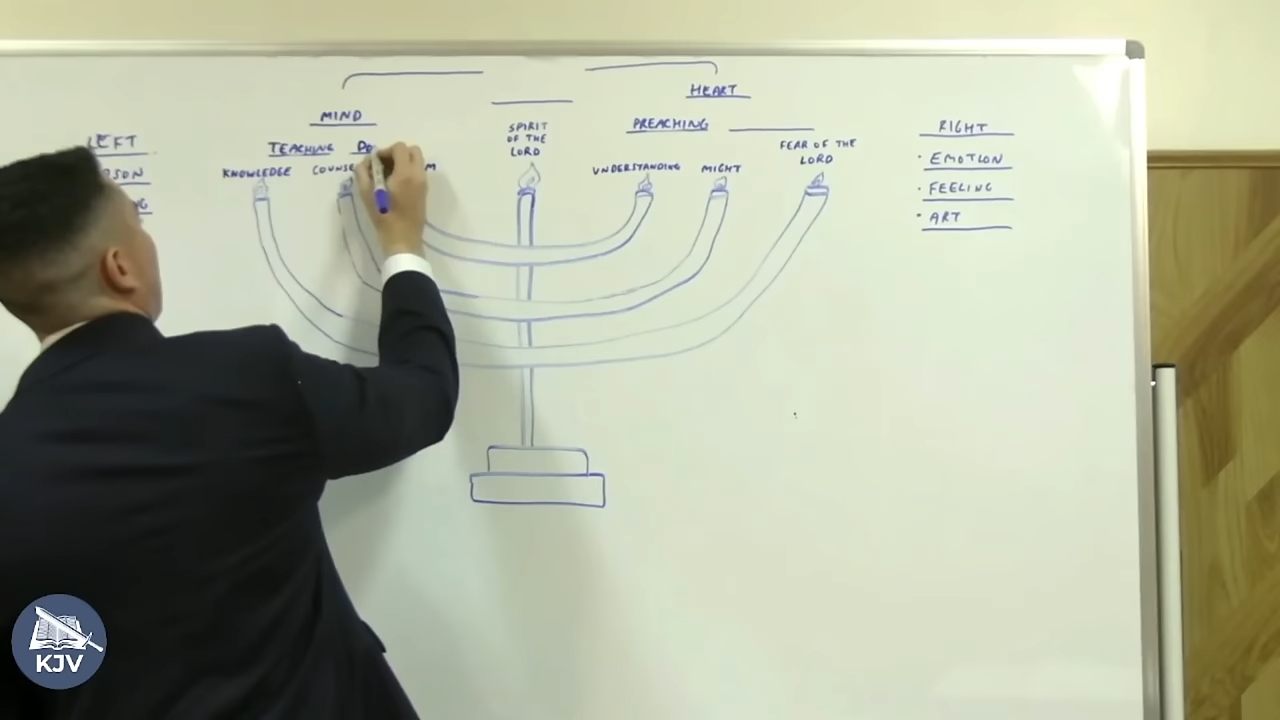 HEART
MIND
PREACHING
SPIRIT
OF THE
LORD
LEFT
RIGHT
TEACHING
FEAR OF THE
LORD
• EMOTION
KNOWLEDGE
UNDERSTANDING
MIGHT
• FEELING
• ART
KJV